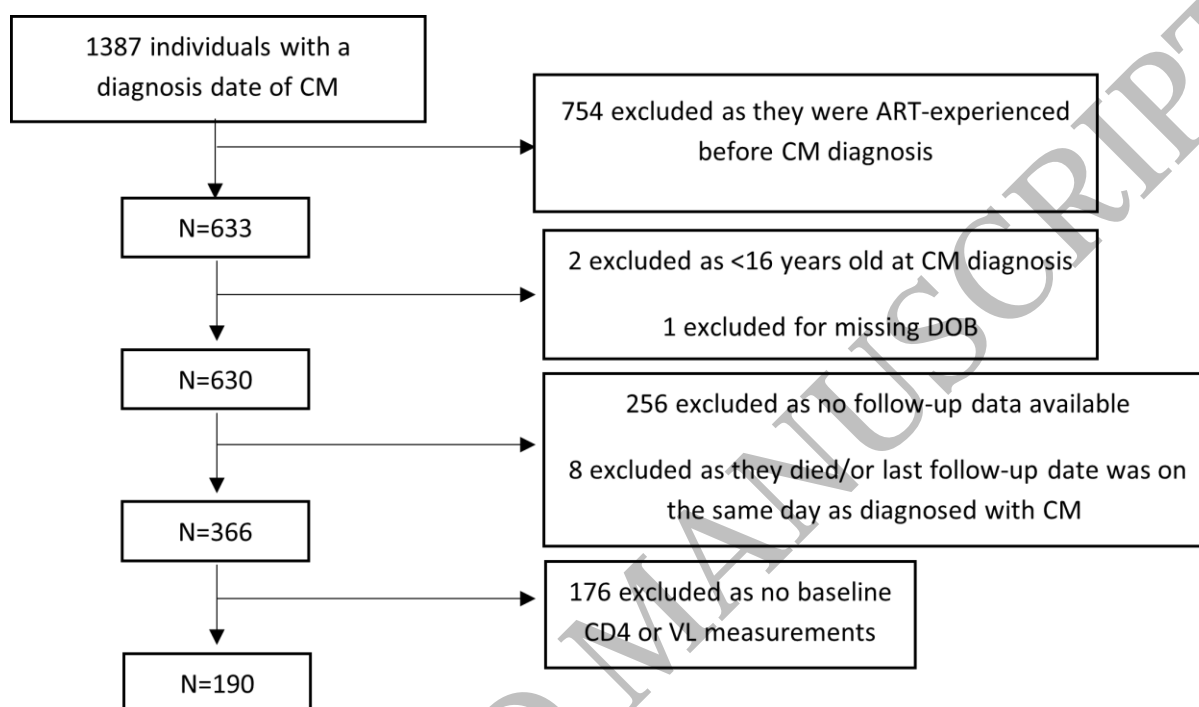 1387 individuals with a
diagnosis date of CM
754 excluded as they were ART-experienced
before CM diagnosis
N=633
2 excluded as <16 years old at CM diagnosis
1 excluded for missing DOB
N=630
256 excluded as no follow-up data available
8 excluded as they died/or last follow-up date was on
the same day as diagnosed with CM
N=366
176 excluded as no baseline
CD4 or VL measurements
N=190
MANUSCRIPT